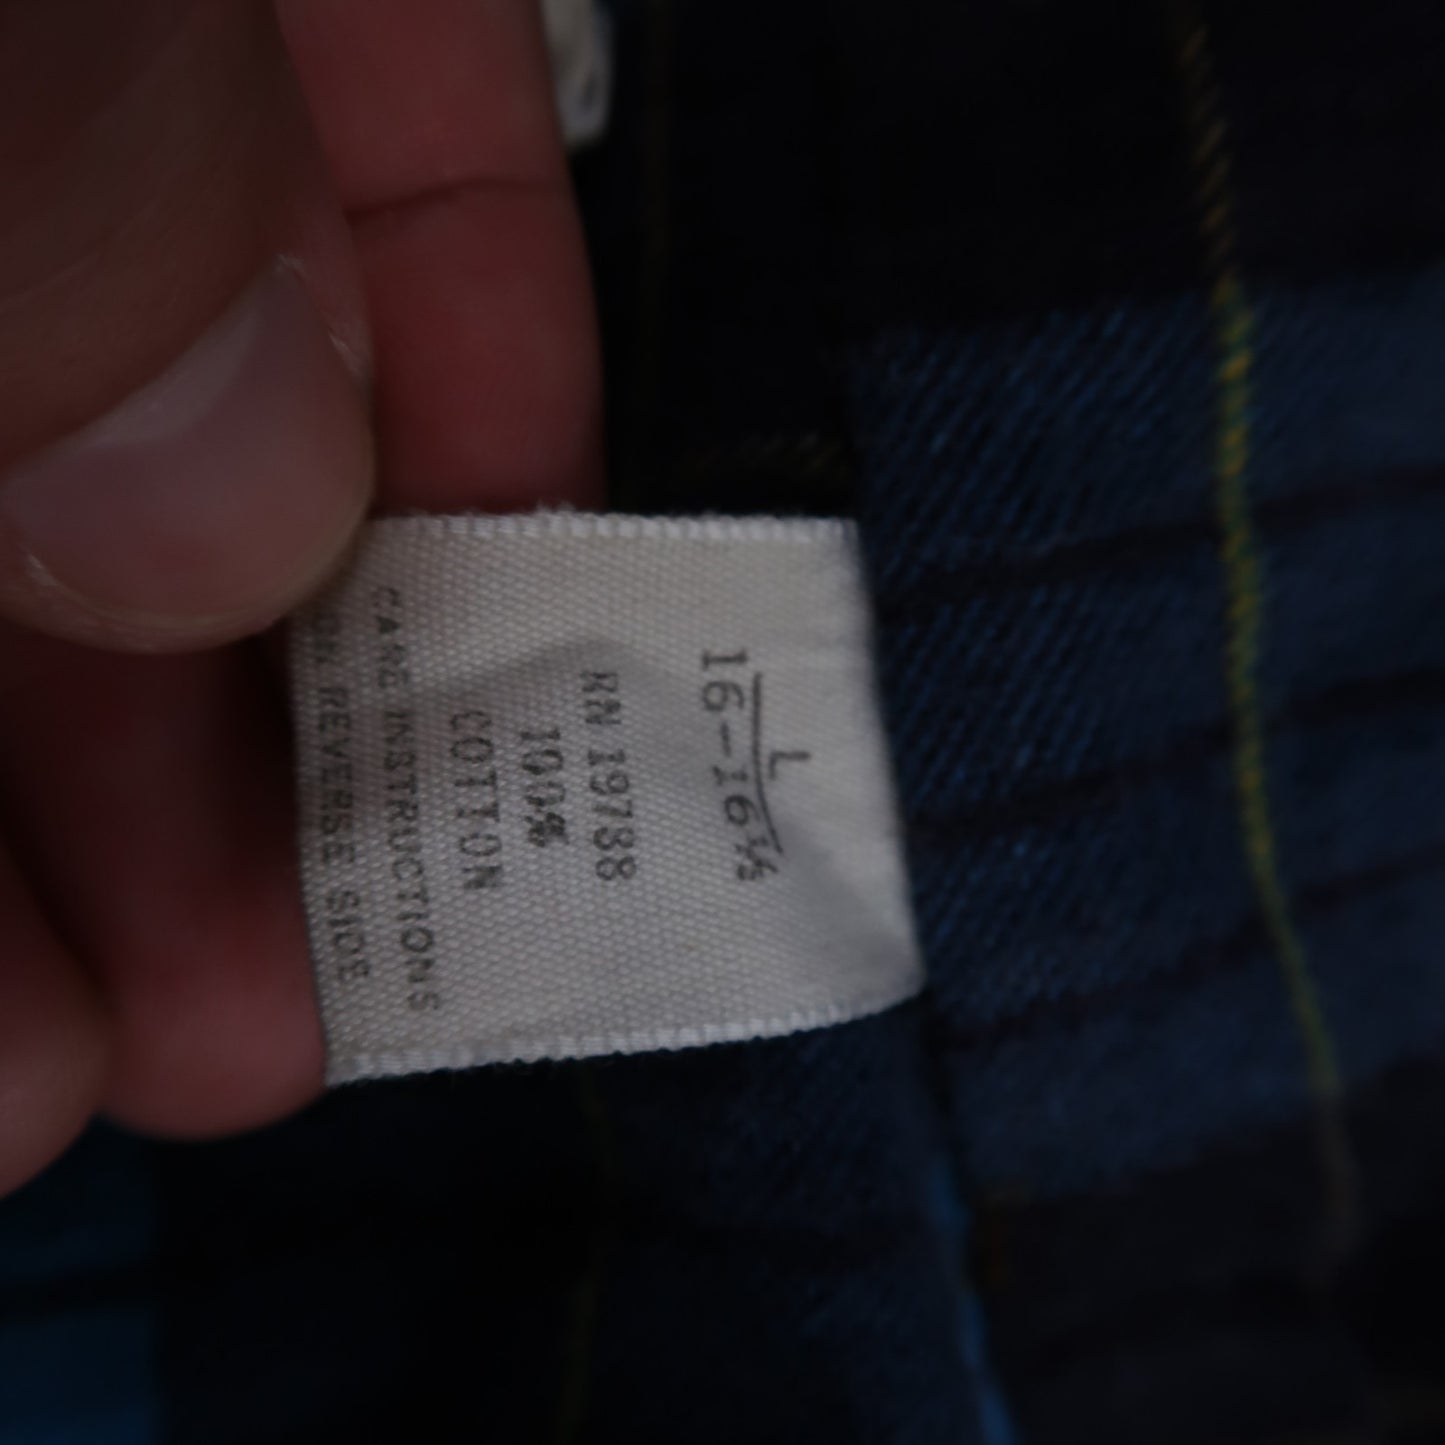 L
16-16½
RN 19738
100%
COTTON
CARE INSTRUCTIONS
ON REVERSE SIDE